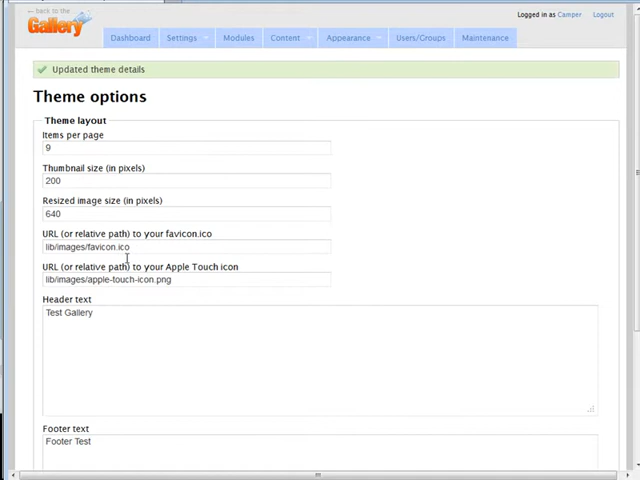 ← back to the
Gallery
Logged in as Camper Logout
Dashboard Settings Modules Content Appearance Users/Groups Maintenance
Updated theme details
Theme options
Theme layout
Items per page
9
Thumbnail size (in pixels)
200
Resized image size (in pixels)
640
URL (or relative path) to your favicon.ico
lib/images/favicon.ico
URL (or relative path) to your Apple Touch icon
lib/images/apple-touch-icon.png
Header text
Test Gallery
Footer text
Footer Test